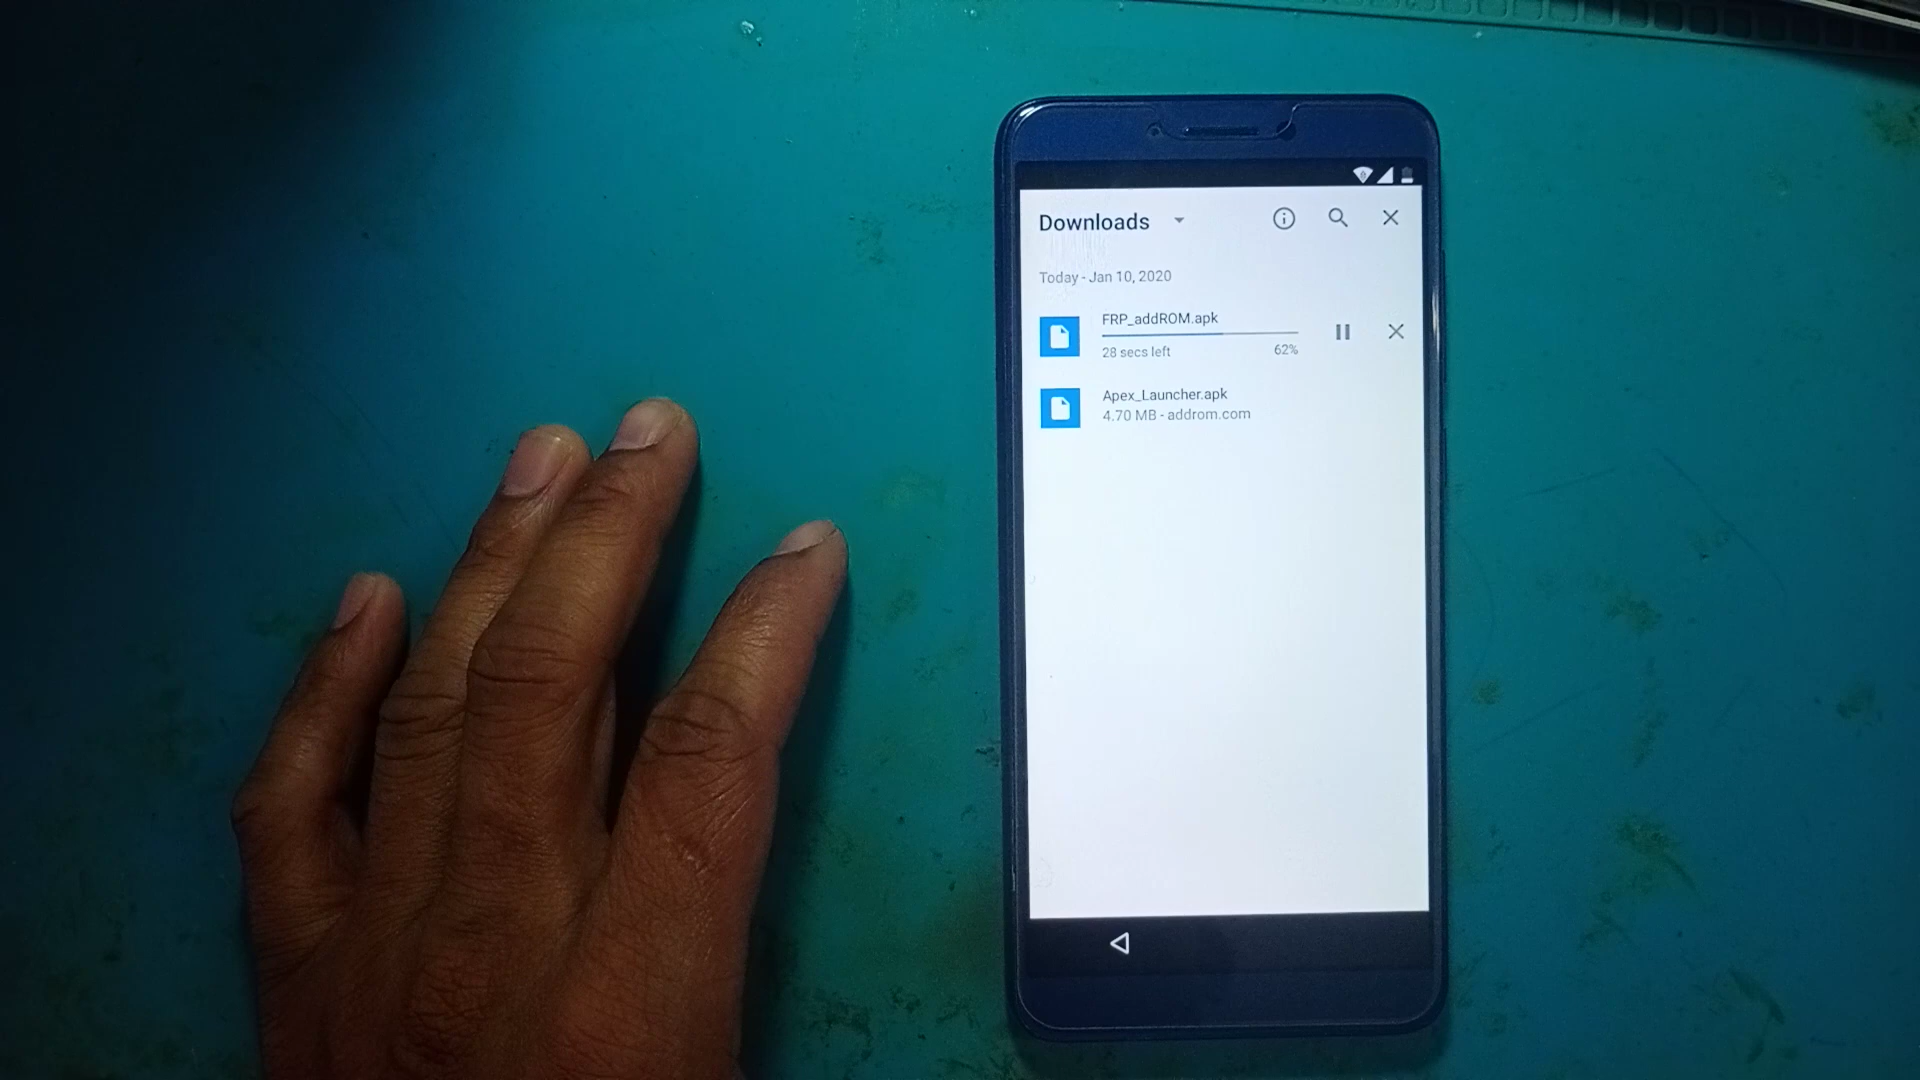 Downloads
Today - Jan 10, 2020
FRP_addROM.apk
28 secs left 62%
Apex_Launcher.apk
4.70 MB - addrom.com